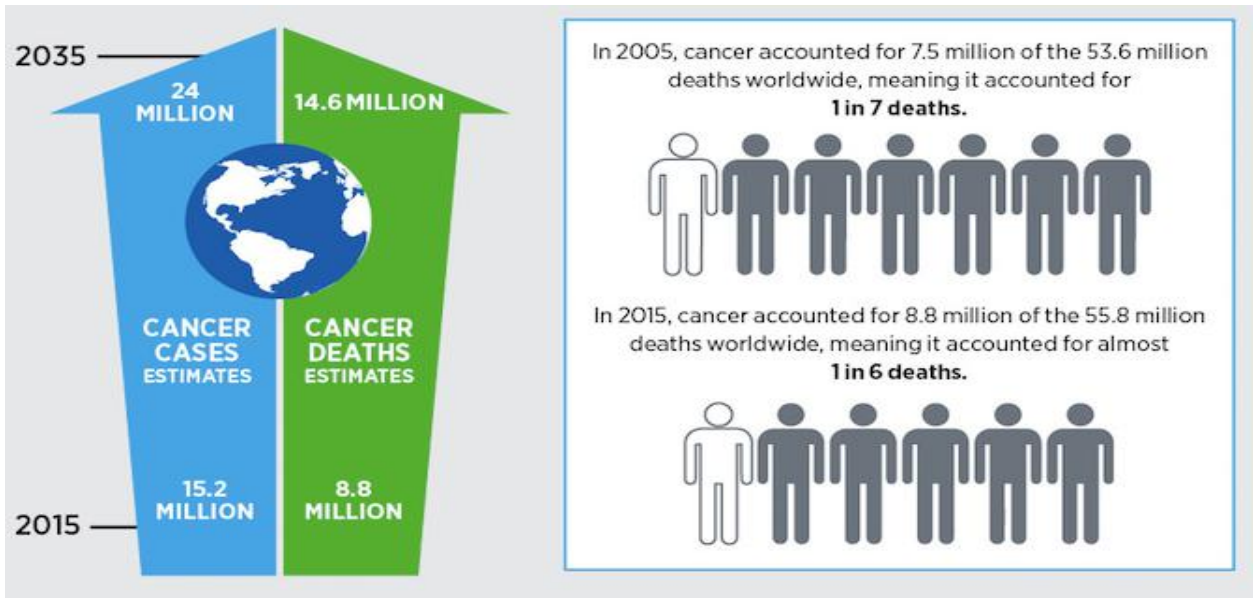 2035
24
MILLION
14.6 MILLION
CANCER
CASES
ESTIMATES
CANCER
DEATHS
ESTIMATES
15.2
MILLION
8.8
MILLION
2015
In 2005, cancer accounted for 7.5 million of the 53.6 million
deaths worldwide, meaning it accounted for
1 in 7 deaths.
In 2015, cancer accounted for 8.8 million of the 55.8 million
deaths worldwide, meaning it accounted for almost
1 in 6 deaths.